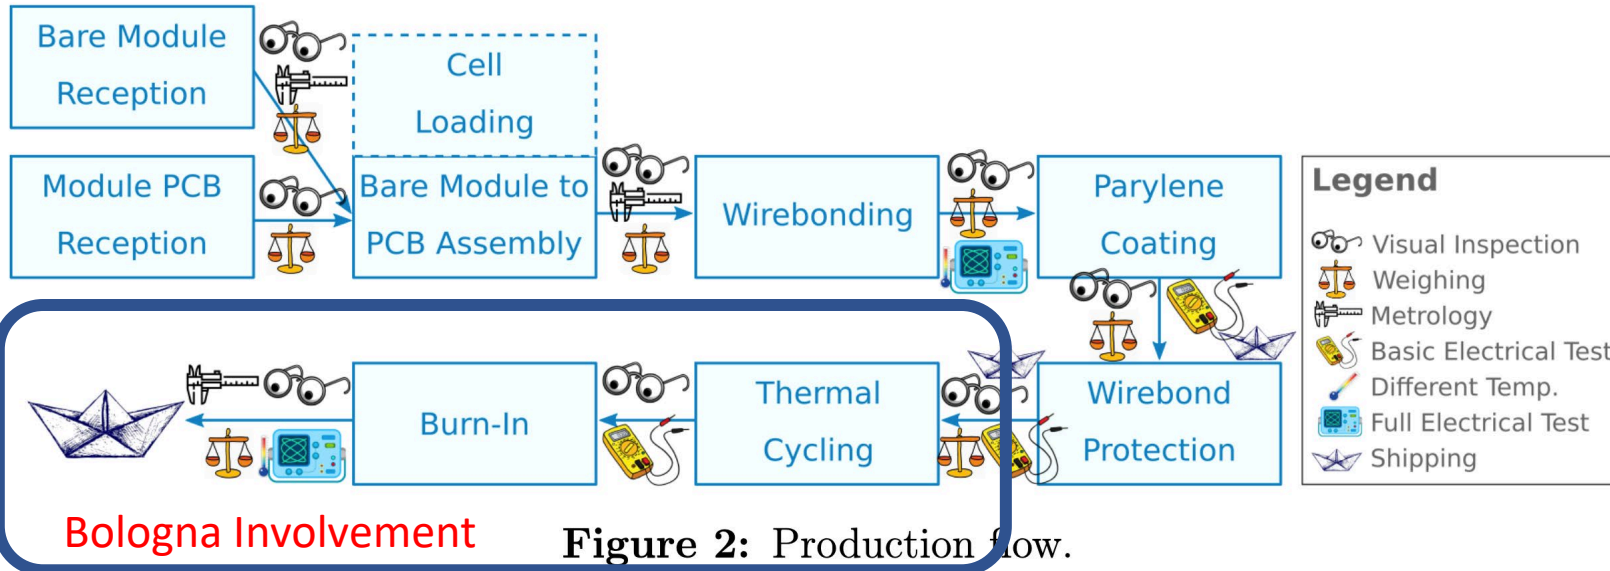 Bare Module
Reception
Cell
Loading
Module PCB
Reception
Bare Module to
PCB Assembly
Wirebonding
Parylene
Coating
Legend
Visual Inspection
Weighing
Metrology
Basic Electrical Test
Different Temp.
Full Electrical Test
Shipping
Burn-In
Thermal
Cycling
Wirebond
Protection
Bologna Involvement
Figure 2: Production flow.